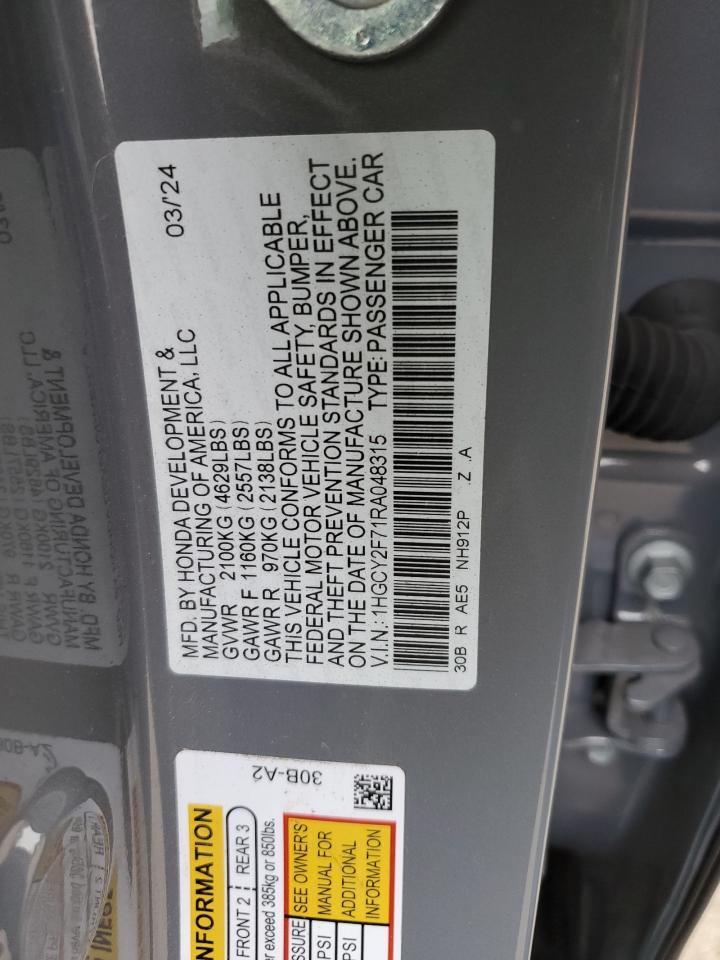 MFD. BY HONDA DEVELOPMENT & 03/'24
MANUFACTURING OF AMERICA, LLC
GVWR 2100KG (4629LBS)
GAWR F 1160KG (2557LBS)
GAWR R 970KG (2138LBS)
THIS VEHICLE CONFORMS TO ALL APPLICABLE
FEDERAL MOTOR VEHICLE SAFETY, BUMPER,
AND THEFT PREVENTION STANDARDS IN EFFECT
ON THE DATE OF MANUFACTURE SHOWN ABOVE.
V.I.N.: 1HGCY2F71RA048315 TYPE: PASSENGER CAR
30B R AE5 NH912P .Z .A
30B-A2
NFORMATION
FRONT 2 REAR 3
er exceed 385kg or 850lbs.
SSURE SEE OWNER'S
PSI MANUAL FOR
PSI ADDITIONAL
INFORMATION